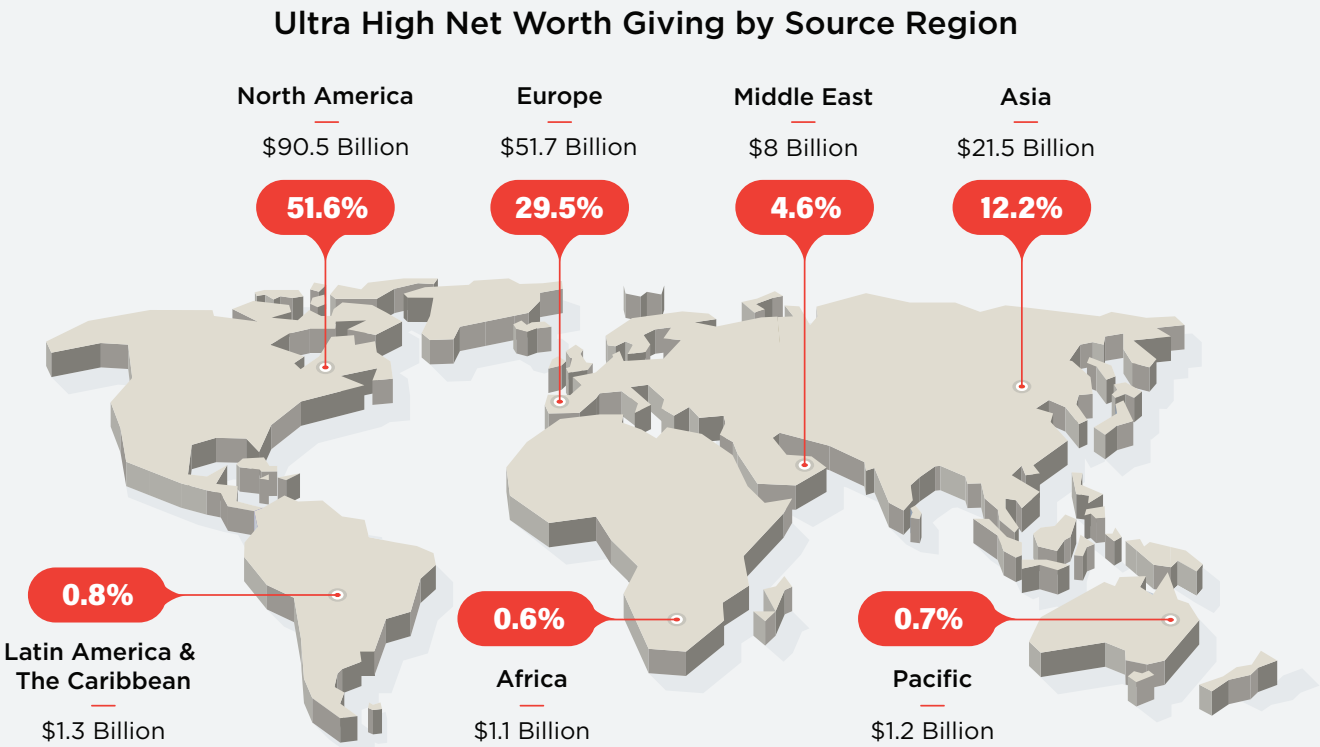 Ultra High Net Worth Giving by Source Region
North America
$90.5 Billion
51.6%
Europe
$51.7 Billion
29.5%
Middle East
$8 Billion
4.6%
Asia
$21.5 Billion
12.2%
0.8%
Latin America &
The Caribbean
$1.3 Billion
0.6%
Africa
$1.1 Billion
0.7%
Pacific
$1.2 Billion